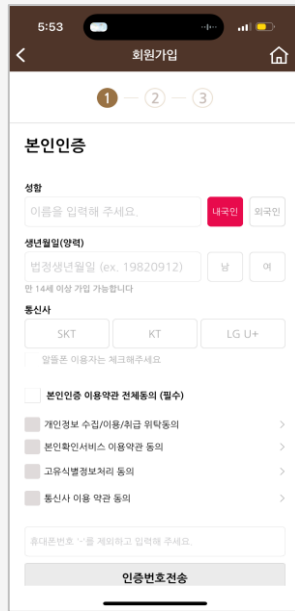 5:53
회원가입
1 2 3
본인인증
성함
이름을 입력해 주세요. 내국인 외국인
생년월일(양력)
법정생년월일 (ex. 19820912) 남 여
만 14세 이상 가입 가능합니다
통신사
SKT KT LG U+
알뜰폰 이용자는 체크해주세요
본인인증 이용약관 전체동의 (필수)
개인정보 수집/이용/취급 위탁동의
본인확인서비스 이용약관 동의
고유식별정보처리 동의
통신사 이용 약관 동의
휴대폰번호 '-'를 제외하고 입력해 주세요.
인증번호전송